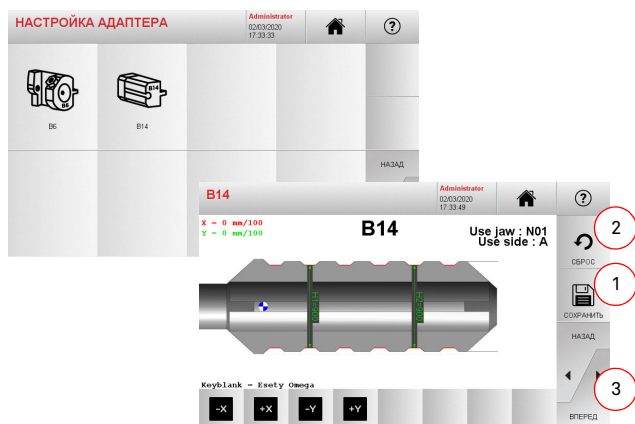 НАСТРОЙКА АДАПТЕРА
Administrator
02/03/2020
17:33:33
?
B6
B14
B6
B14
НАЗАД
B14
Administrator
02/03/2020
17:33:49
?
X - 0 mm/100
Y - 0 mm/100
B14
Use jaw : N01
Use side : A
2
СБРОС
1
СОХРАНИТЬ
НАЗАД
3
ВПЕРЕД
Keyblank - Esety Omega
-X
+X
-Y
+Y